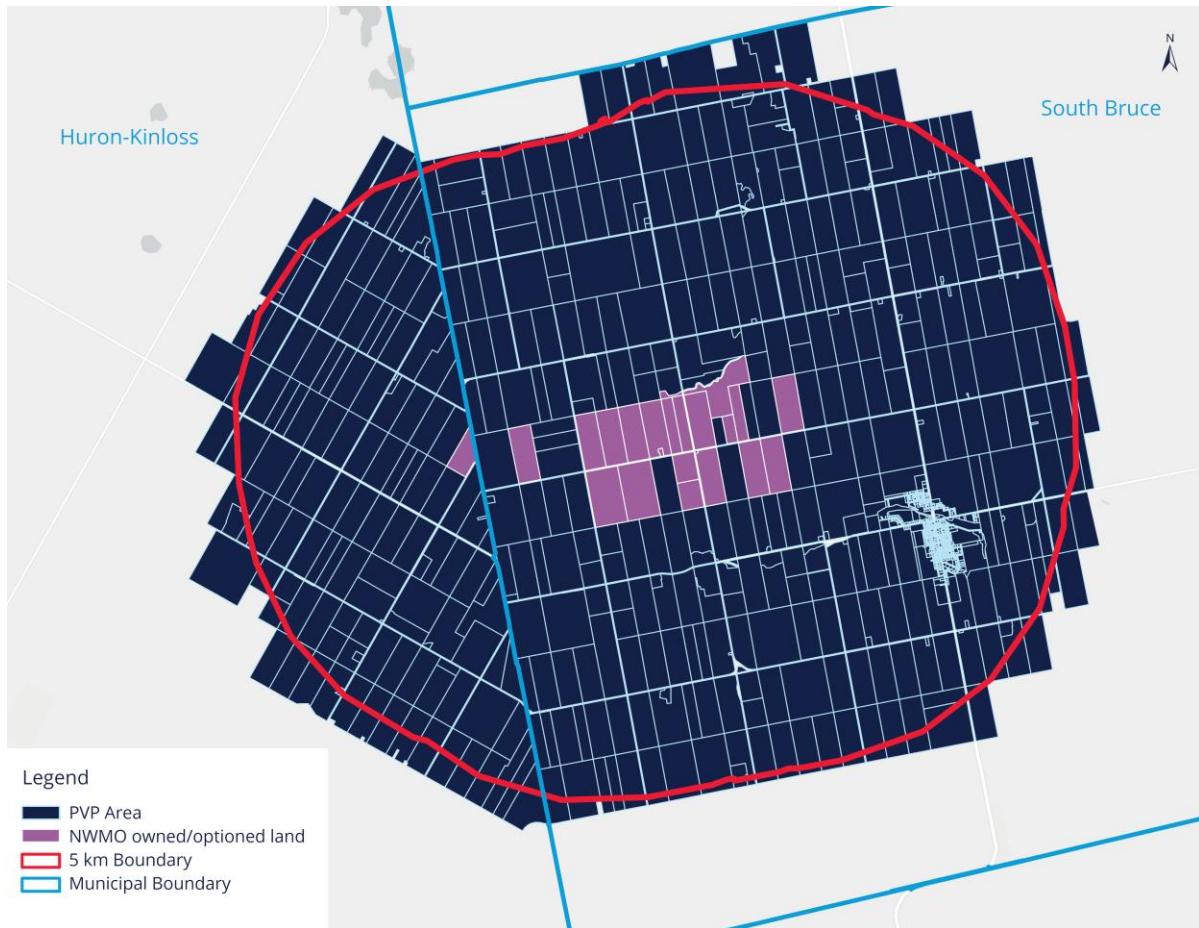 N
Huron-Kinloss
South Bruce
Legend
PVP Area
NWMO owned/optioned land
5 km Boundary
Municipal Boundary